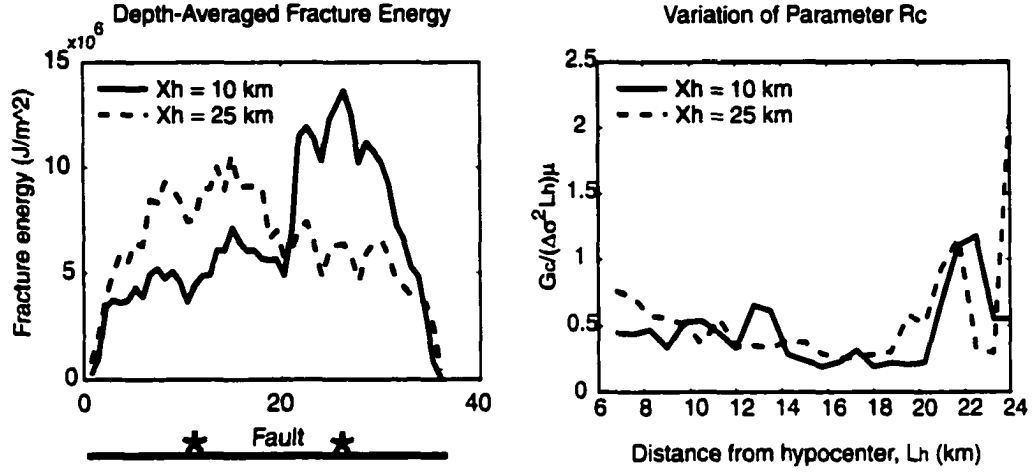 Depth-Averaged Fracture Energy
×10^6
15
10
5
0
Fracture energy (J/m^2)
Xh = 10 km
Xh = 25 km
0 20 40
Fault
Variation of Parameter Rc
2.5
2
1.5
1
0.5
0
Gc/(Δσ²Lh)μ
Xh = 10 km
Xh = 25 km
6 8 10 12 14 16 18 20 22 24
Distance from hypocenter, Lh (km)